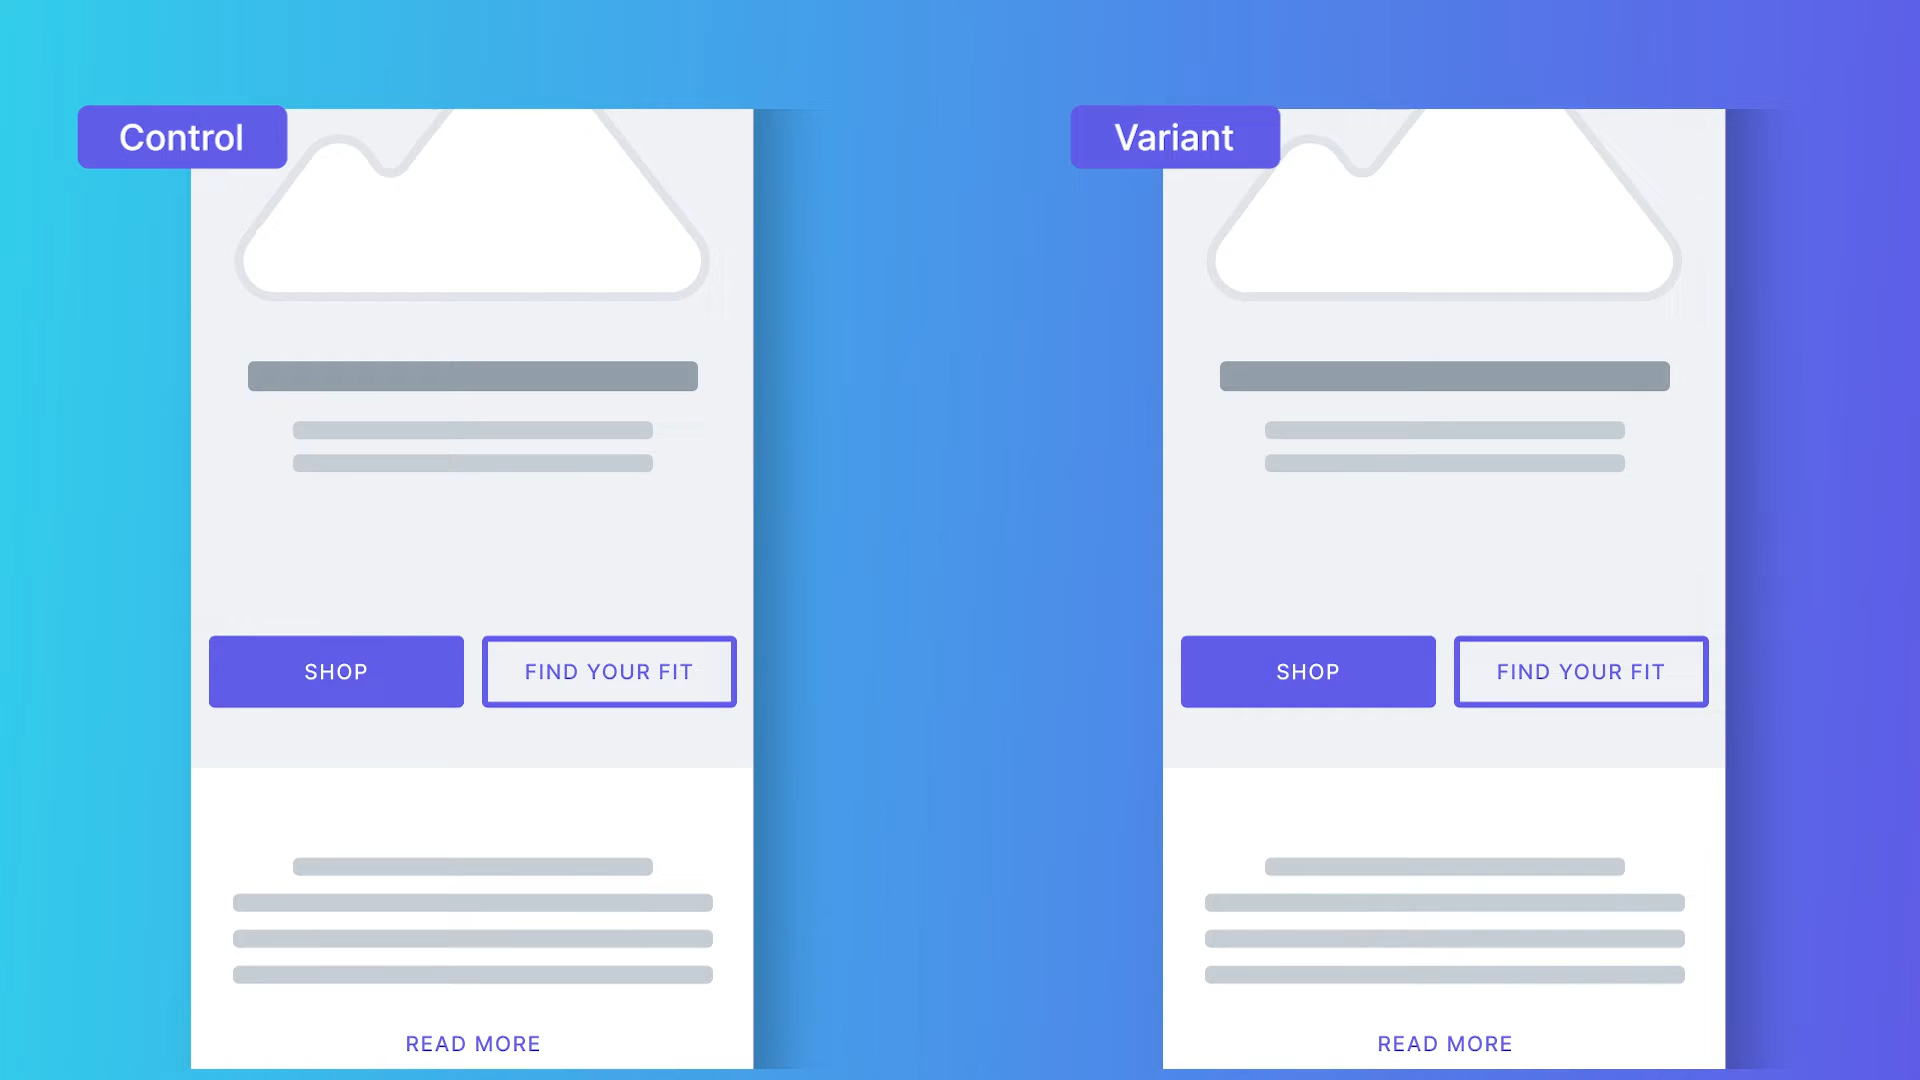 Control
SHOP
FIND YOUR FIT
READ MORE
Variant
SHOP
FIND YOUR FIT
READ MORE